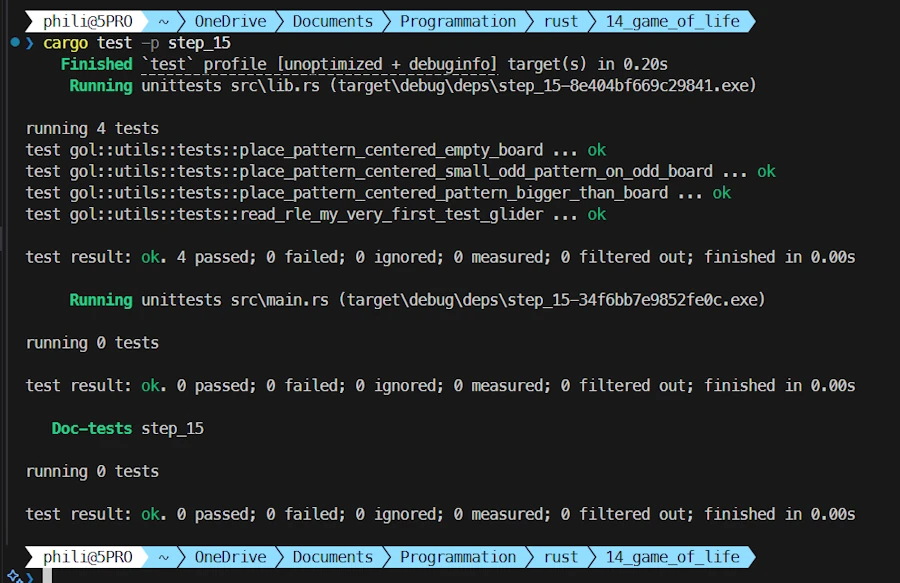 phili@5PRO ~ OneDrive Documents Programmation rust 14_game_of_life
❯ cargo test -p step_15
Finished `test` profile [unoptimized + debuginfo] target(s) in 0.20s
Running unittests src\lib.rs (target\debug\deps\step_15-8e404bf669c29841.exe)
running 4 tests
test gol::utils::tests::place_pattern_centered_empty_board ... ok
test gol::utils::tests::place_pattern_centered_small_odd_pattern_on_odd_board ... ok
test gol::utils::tests::place_pattern_centered_pattern_bigger_than_board ... ok
test gol::utils::tests::read_rle_my_very_first_test_glider ... ok
test result: ok. 4 passed; 0 failed; 0 ignored; 0 measured; 0 filtered out; finished in 0.00s
Running unittests src\main.rs (target\debug\deps\step_15-34f6bb7e9852fe0c.exe)
running 0 tests
test result: ok. 0 passed; 0 failed; 0 ignored; 0 measured; 0 filtered out; finished in 0.00s
Doc-tests step_15
running 0 tests
test result: ok. 0 passed; 0 failed; 0 ignored; 0 measured; 0 filtered out; finished in 0.00s
phili@5PRO ~ OneDrive Documents Programmation rust 14_game_of_life
❯